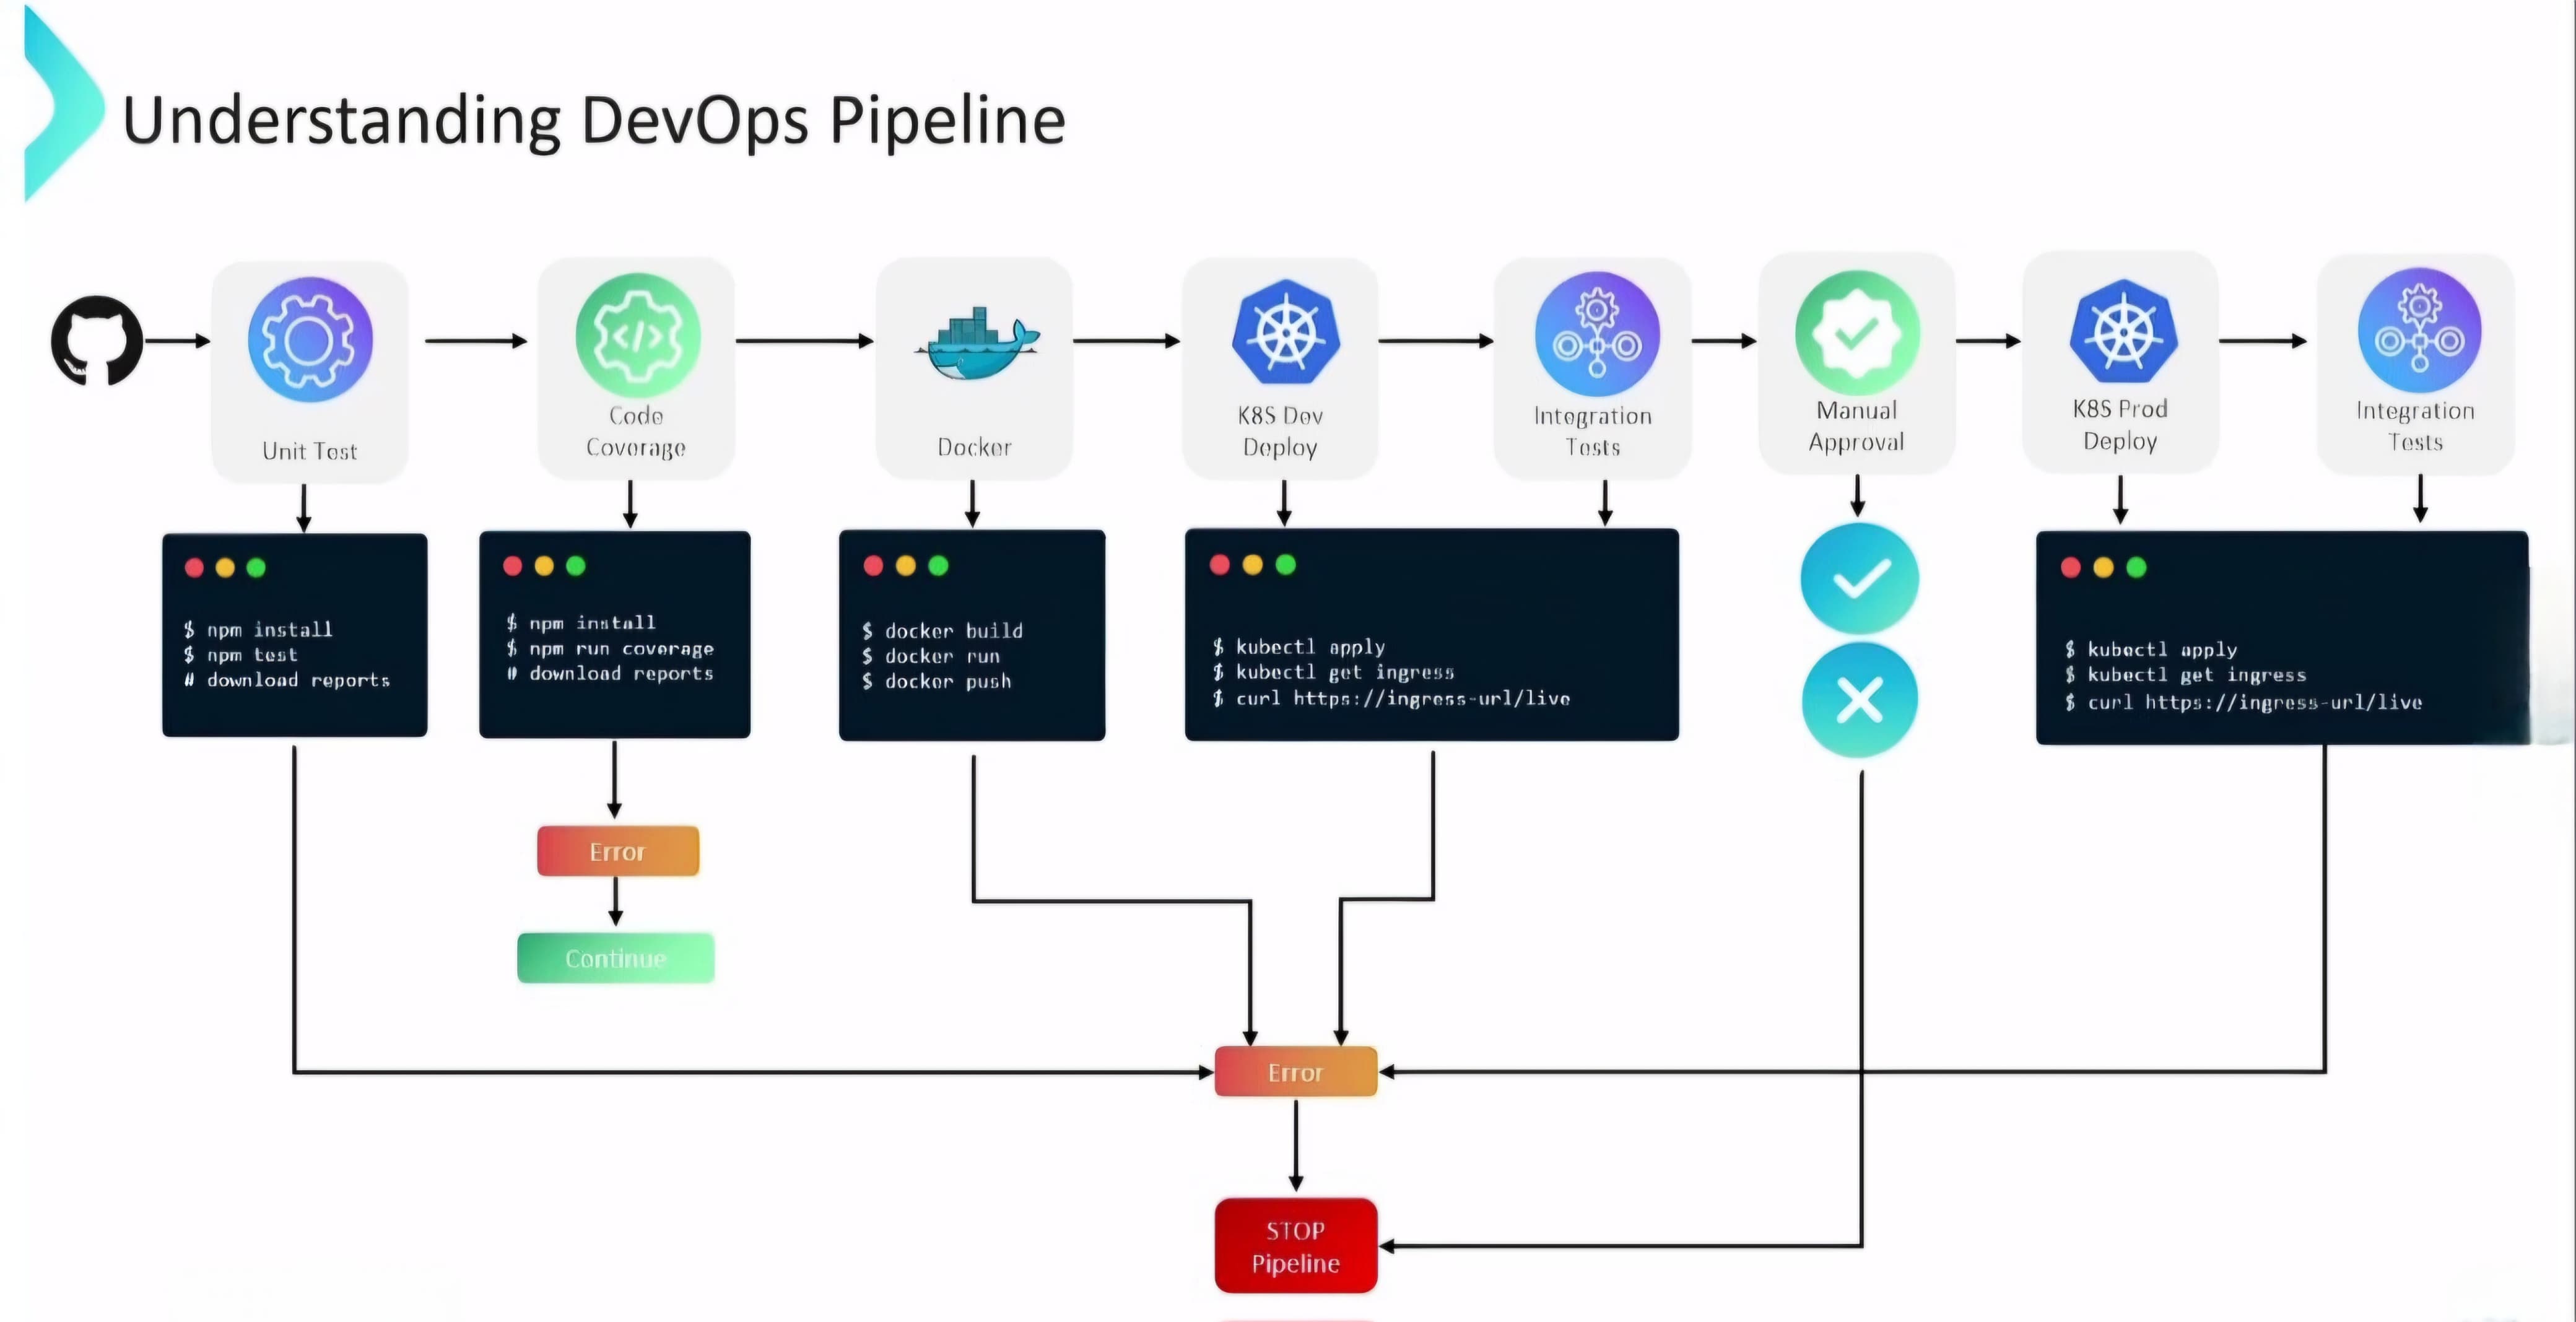 Understanding DevOps Pipeline
Unit Test
Code
Coverage
Docker
K8S Dev
Deploy
Integration
Tests
Manual
Approval
K8S Prod
Deploy
Integration
Tests
$ npm install
$ npm test
# download reports
$ npm install
$ npm run coverage
# download reports
$ docker build
$ docker run
$ docker push
$ kubectl apply
$ kubectl get ingress
$ curl https://ingress-url/live
$ kubectl apply
$ kubectl get ingress
$ curl https://ingress-url/live
Error
Continue
Error
STOP
Pipeline